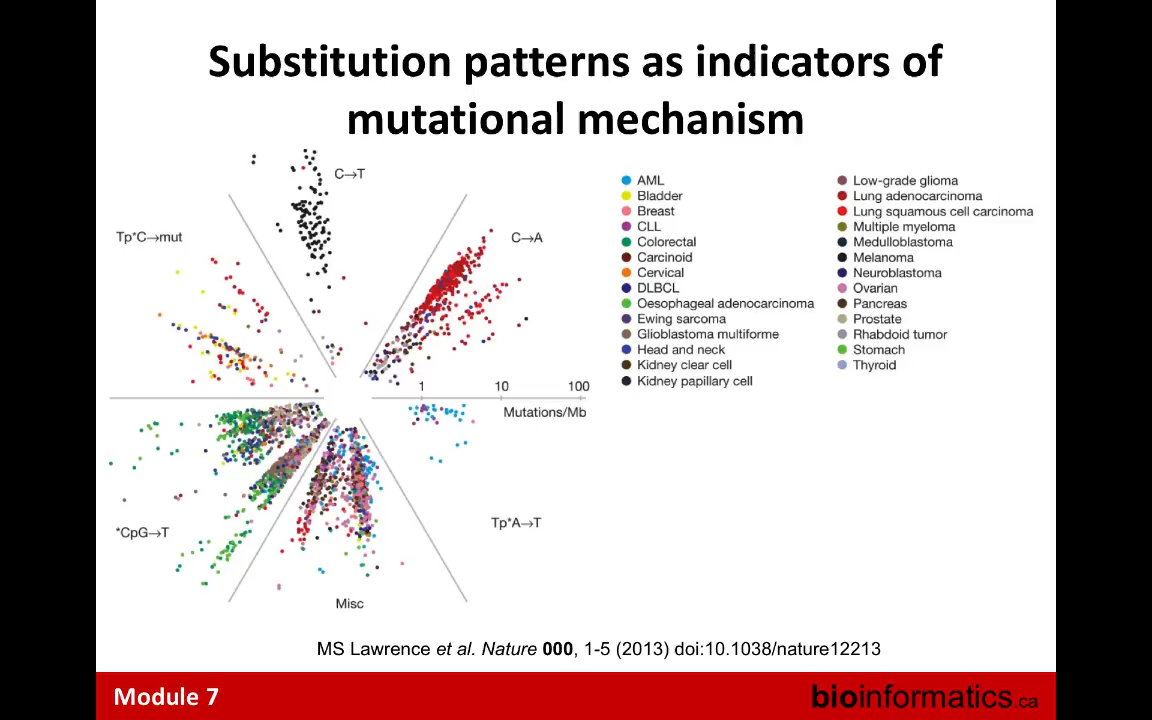 Substitution patterns as indicators of
mutational mechanism
C→T
Tp*C→mut
C→A
1 10 100
Mutations/Mb
*CpG→T
Tp*A→T
Misc
AML
Bladder
Breast
CLL
Colorectal
Carcinoid
Cervical
DLBCL
Oesophageal adenocarcinoma
Ewing sarcoma
Glioblastoma multiforme
Head and neck
Kidney clear cell
Kidney papillary cell
Low-grade glioma
Lung adenocarcinoma
Lung squamous cell carcinoma
Multiple myeloma
Medulloblastoma
Melanoma
Neuroblastoma
Ovarian
Pancreas
Prostate
Rhabdoid tumor
Stomach
Thyroid
MS Lawrence et al. Nature 000, 1-5 (2013) doi:10.1038/nature12213
Module 7
bioinformatics.ca